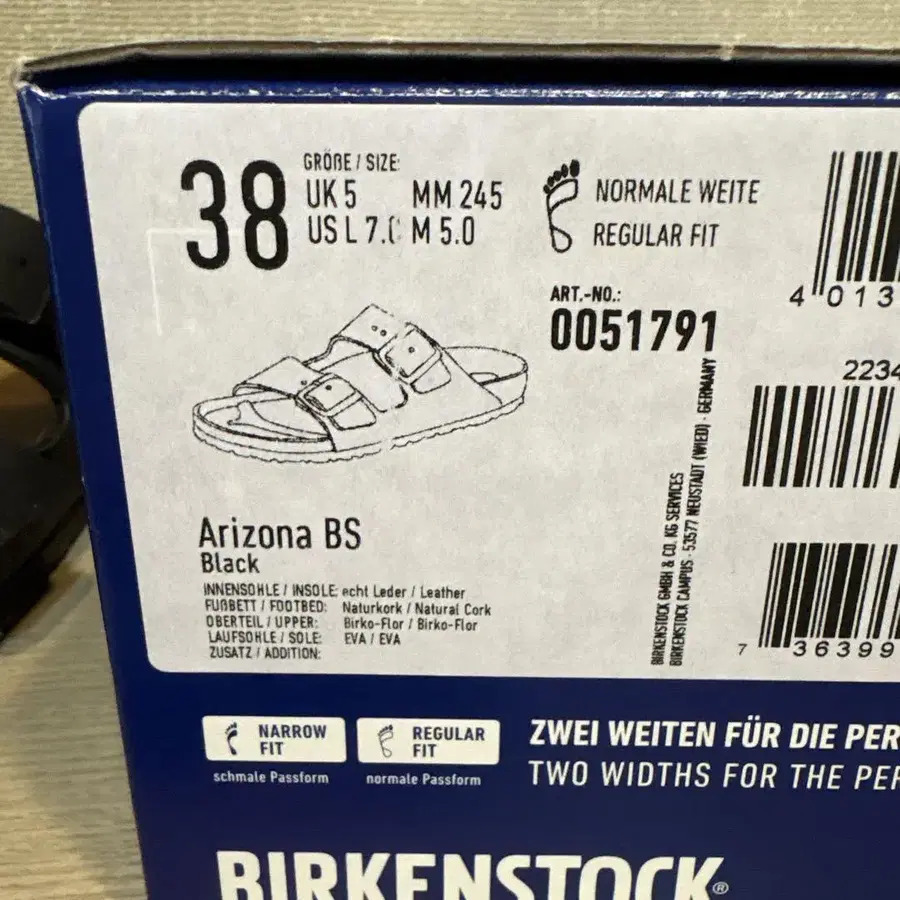 38
GRÖßE / SIZE:
UK 5 MM 245
US L 7.0 M 5.0
NORMALE WEITE
REGULAR FIT
ART.-NO.:
0051791
4 013
2234
7 36399
BIRKENSTOCK GMBH & CO. KG SERVICES
BIRKENSTOCK CAMPUS · 53577 NEUSTADT (WIED) · GERMANY
Arizona BS
Black
INNENSOHLE / INSOLE: echt Leder / Leather
FUßBETT / FOOTBED: Naturkork / Natural Cork
OBERTEIL / UPPER: Birko-Flor / Birko-Flor
LAUFSOHLE / SOLE: EVA / EVA
ZUSATZ / ADDITION:
NARROW FIT
schmale Passform
REGULAR FIT
normale Passform
ZWEI WEITEN FÜR DIE PER
TWO WIDTHS FOR THE PER
BIRKENSTOCK®